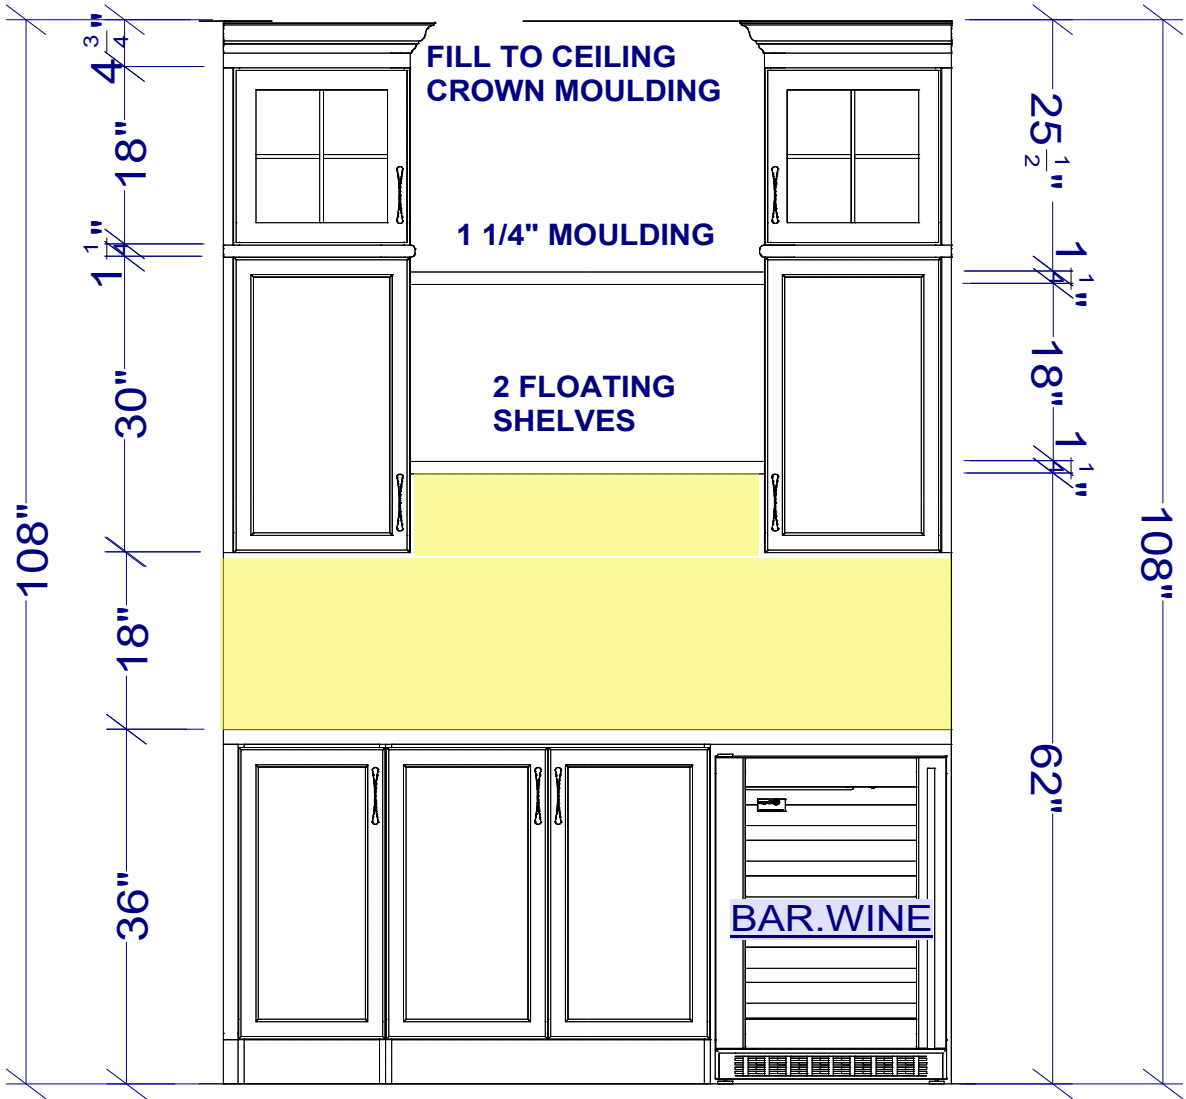 4 3/4"
18"
1 1/4"
30"
108"
18"
36"
FILL TO CEILING
CROWN MOULDING
1 1/4" MOULDING
2 FLOATING
SHELVES
BAR.WINE
25 1/2"
1 1/4"
18"
1 1/4"
62"
108"